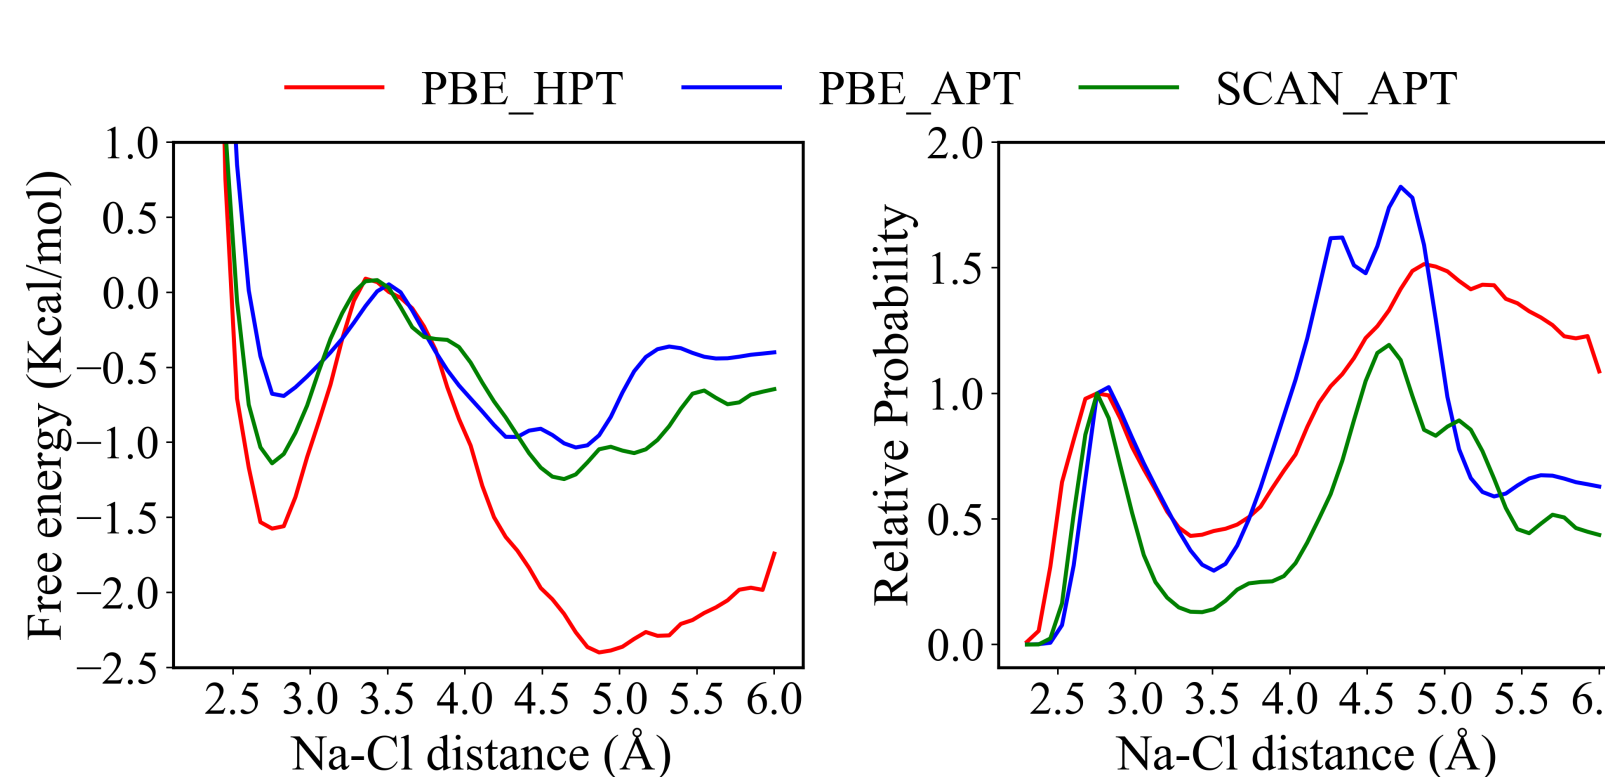 PBE_HPT PBE_APT SCAN_APT
Free energy (Kcal/mol)
1.0
0.5
0.0
−0.5
−1.0
−1.5
−2.0
−2.5
2.5 3.0 3.5 4.0 4.5 5.0 5.5 6.0
Na-Cl distance (Å)
Relative Probability
2.0
1.5
1.0
0.5
0.0
2.5 3.0 3.5 4.0 4.5 5.0 5.5 6.
Na-Cl distance (Å)